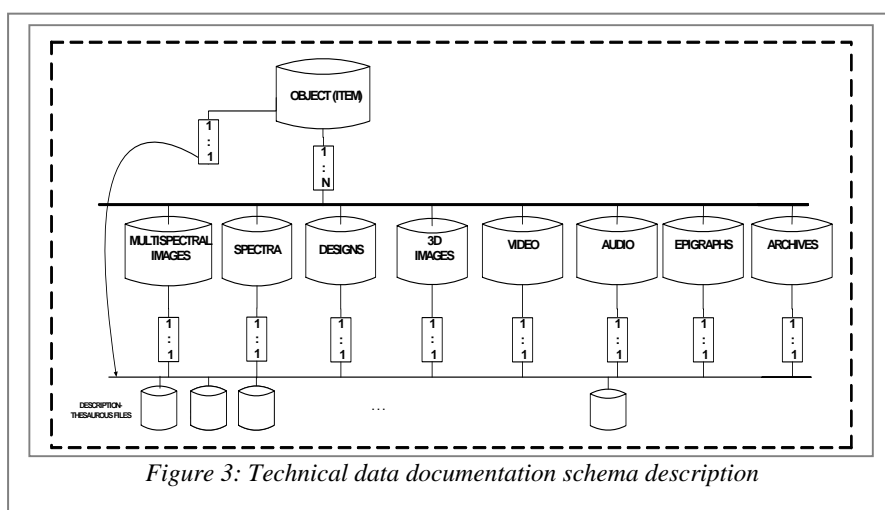 OBJECT (ITEM)
1
:
1
1
:
N
MULTISPECTRAL
IMAGES
SPECTRA
DESIGNS
3D
IMAGES
VIDEO
AUDIO
EPIGRAPHS
ARCHIVES
1
:
1
1
:
1
1
:
1
1
:
1
1
:
1
1
:
1
1
:
1
1
:
1
DESCRIPTION-
THESAUROUS FILES
...
Figure 3: Technical data documentation schema description